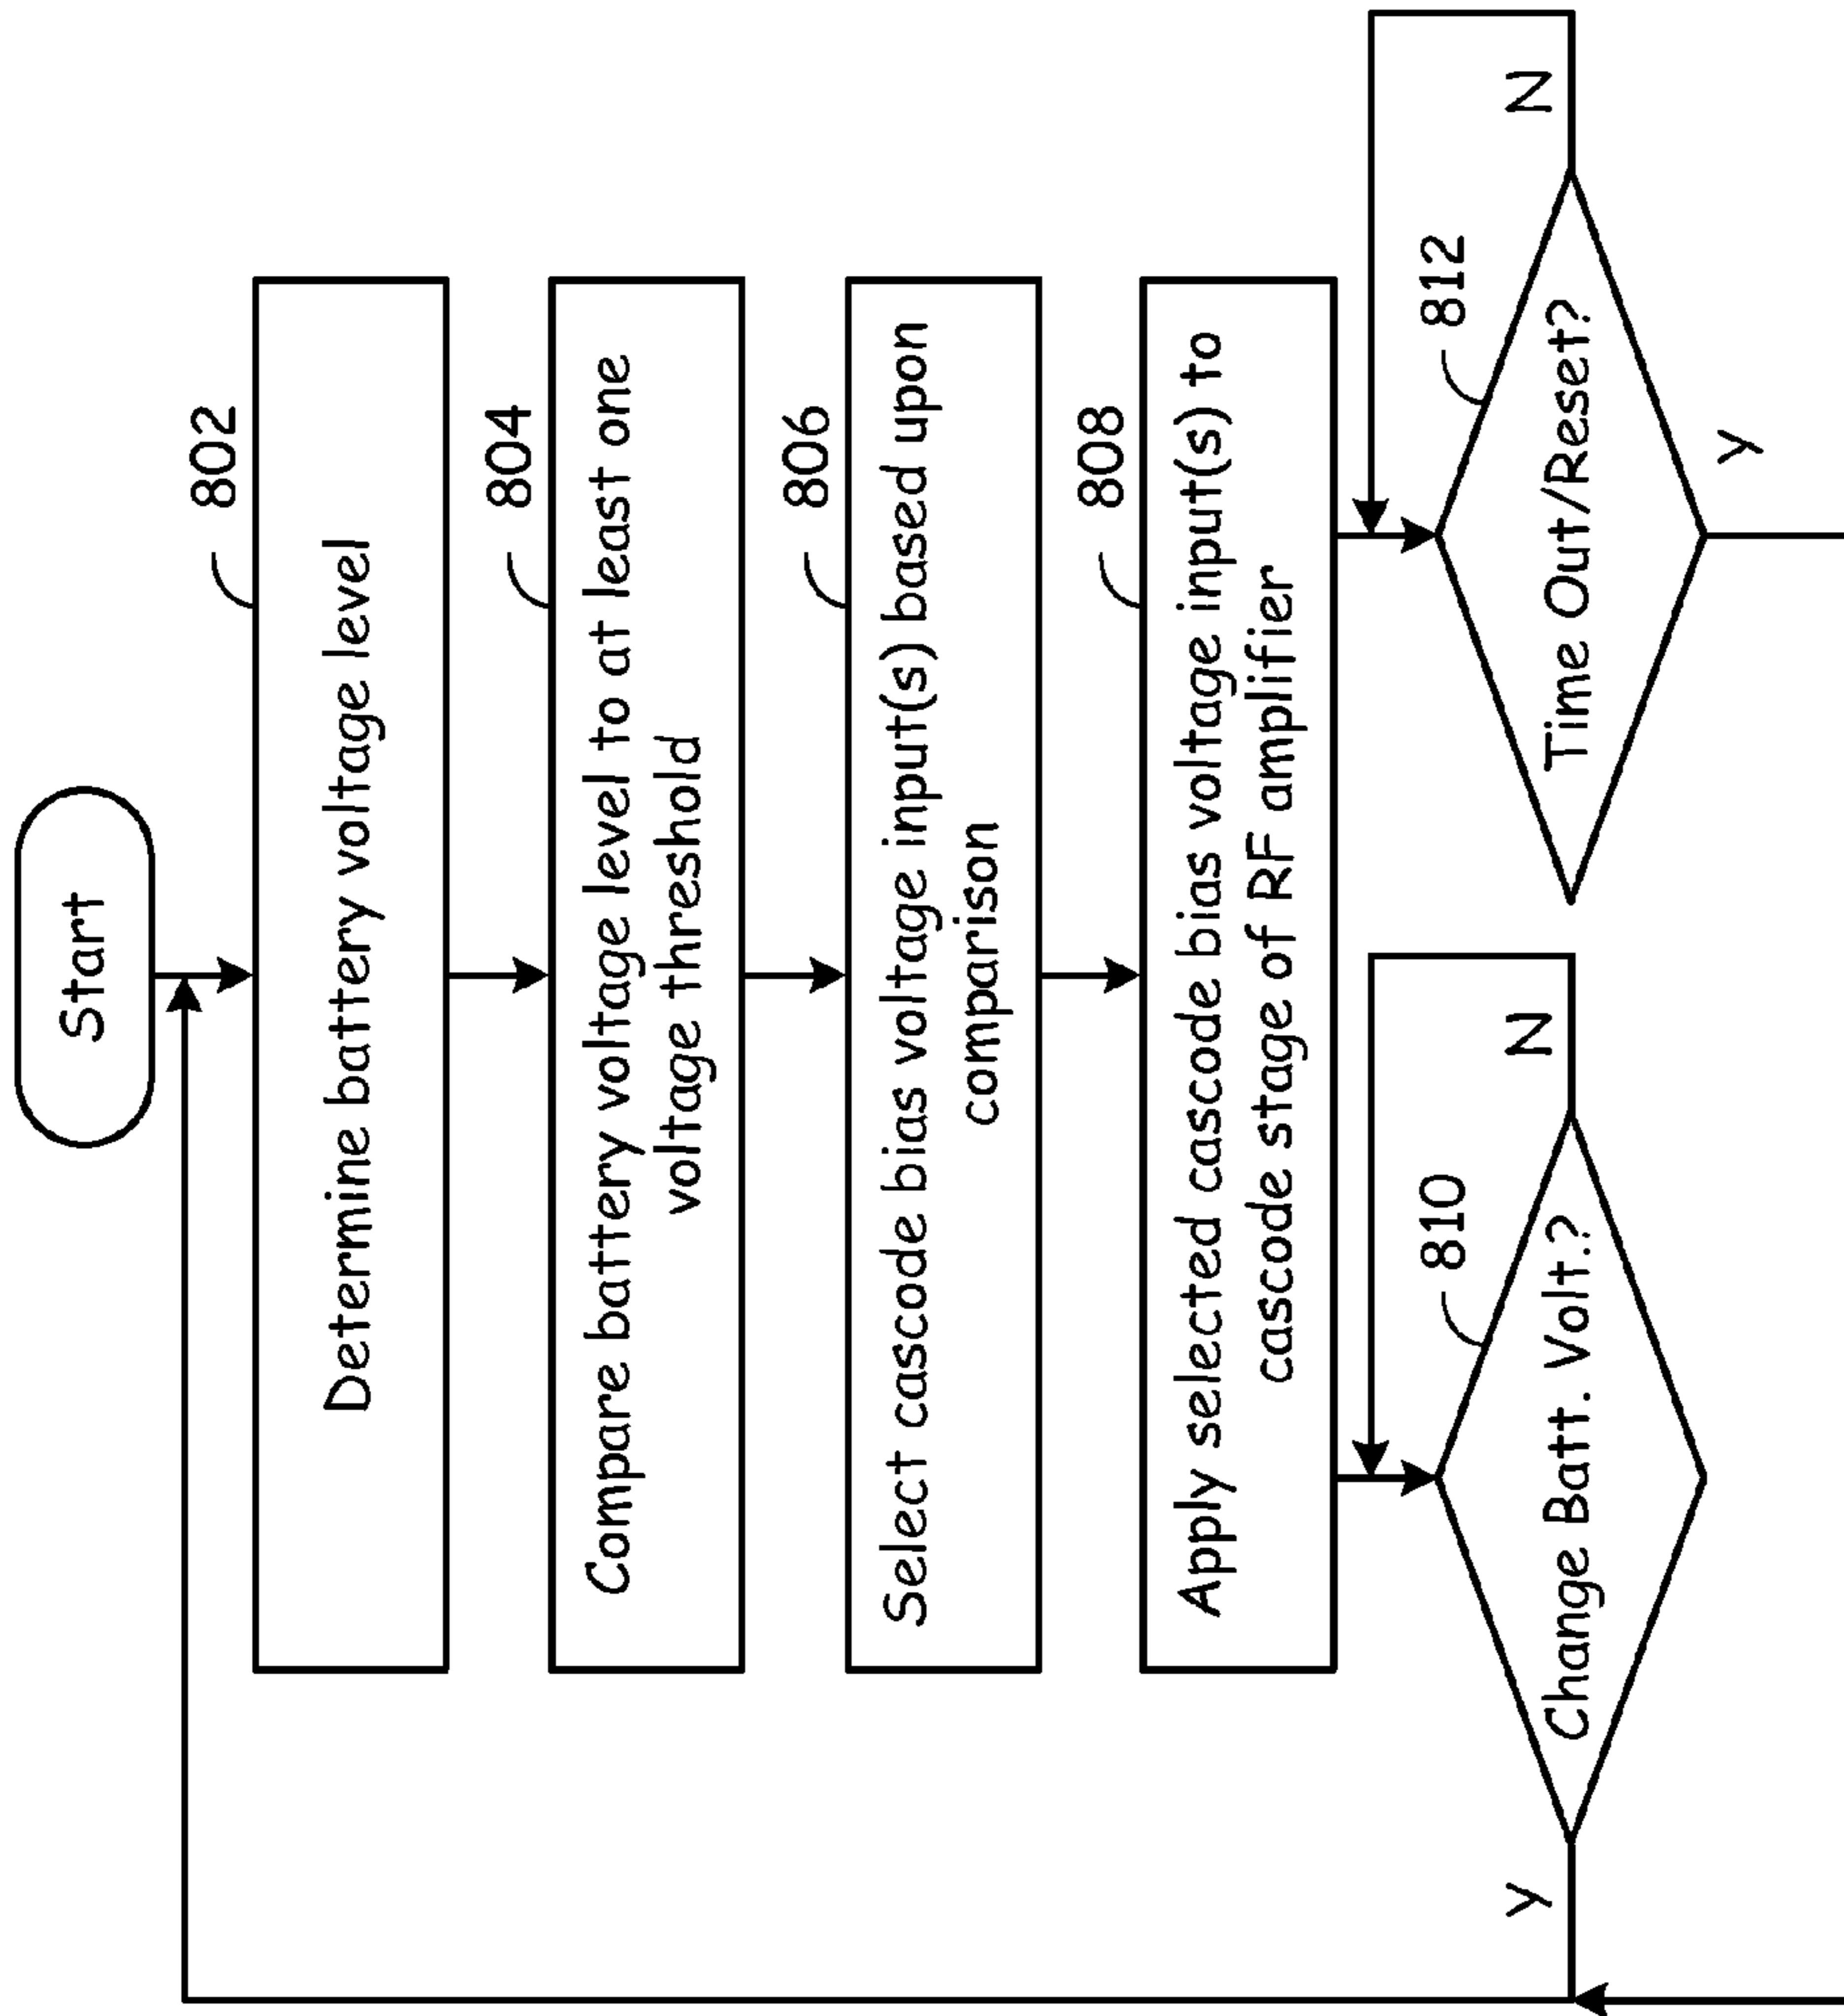 Start
802
Determine battery voltage level
804
Compare battery voltage level to at least one
voltage threshold
806
Select cascode bias voltage input(s) based upon
comparison
808
Apply selected cascode bias voltage input(s) to
cascode stage of RF amplifier
810
Change Batt. Volt.?
Y
N
812
Time Out/Reset?
N
Y